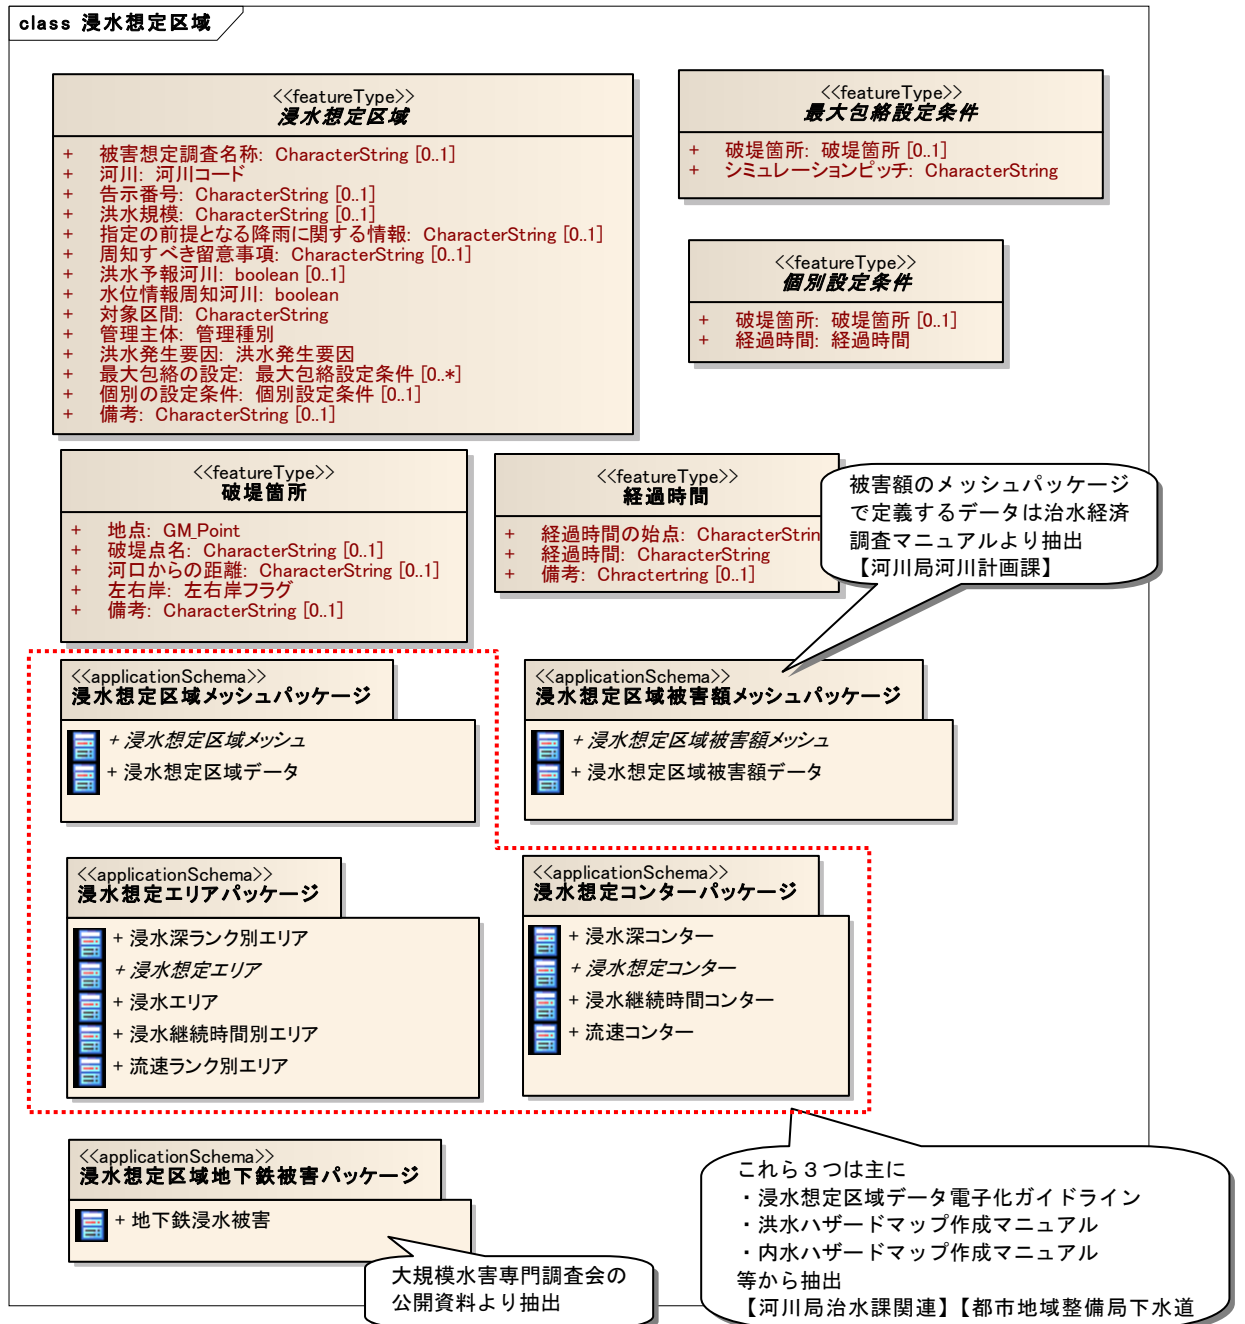 class 浸水想定区域
<<featureType>>
浸水想定区域
+ 被害想定調査名称: CharacterString [0..1]
+ 河川: 河川コード
+ 告示番号: CharacterString [0..1]
+ 洪水規模: CharacterString [0..1]
+ 指定の前提となる降雨に関する情報: CharacterString [0..1]
+ 周知すべき留意事項: CharacterString [0..1]
+ 洪水予報河川: boolean [0..1]
+ 水位情報周知河川: boolean
+ 対象区間: CharacterString
+ 管理主体: 管理種別
+ 洪水発生要因: 洪水発生要因
+ 最大包絡の設定: 最大包絡設定条件 [0..*]
+ 個別の設定条件: 個別設定条件 [0..1]
+ 備考: CharacterString [0..1]
<<featureType>>
最大包絡設定条件
+ 破堤箇所: 破堤箇所 [0..1]
+ シミュレーションピッチ: CharacterString
<<featureType>>
個別設定条件
+ 破堤箇所: 破堤箇所 [0..1]
+ 経過時間: 経過時間
<<featureType>>
破堤箇所
+ 地点: GM_Point
+ 破堤点名: CharacterString [0..1]
+ 河口からの距離: CharacterString [0..1]
+ 左右岸: 左右岸フラグ
+ 備考: CharacterString [0..1]
<<featureType>>
経過時間
+ 経過時間の始点: CharacterStrin
+ 経過時間: CharacterString
+ 備考: Chractertring [0..1]
被害額のメッシュパッケージ
で定義するデータは治水経済
調査マニュアルより抽出
【河川局河川計画課】
<<applicationSchema>>
浸水想定区域メッシュパッケージ
+ 浸水想定区域メッシュ
+ 浸水想定区域データ
<<applicationSchema>>
浸水想定区域被害額メッシュパッケージ
+ 浸水想定区域被害額メッシュ
+ 浸水想定区域被害額データ
<<applicationSchema>>
浸水想定エリアパッケージ
+ 浸水深ランク別エリア
+ 浸水想定エリア
+ 浸水エリア
+ 浸水継続時間別エリア
+ 流速ランク別エリア
<<applicationSchema>>
浸水想定コンターパッケージ
+ 浸水深コンター
+ 浸水想定コンター
+ 浸水継続時間コンター
+ 流速コンター
<<applicationSchema>>
浸水想定区域地下鉄被害パッケージ
+ 地下鉄浸水被害
大規模水害専門調査会の
公開資料より抽出
これら３つは主に
・浸水想定区域データ電子化ガイドライン
・洪水ハザードマップ作成マニュアル
・内水ハザードマップ作成マニュアル
等から抽出
【河川局治水課関連】【都市地域整備局下水道